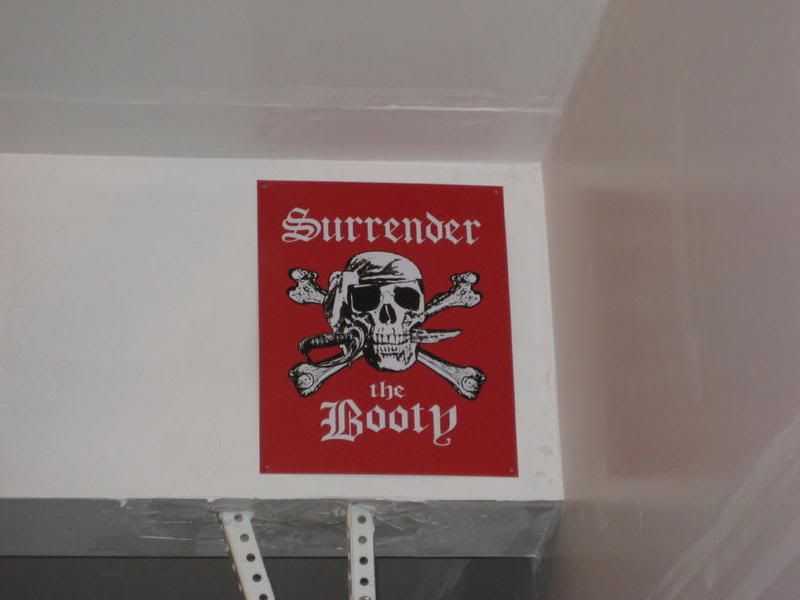 Surrender
the
Booty